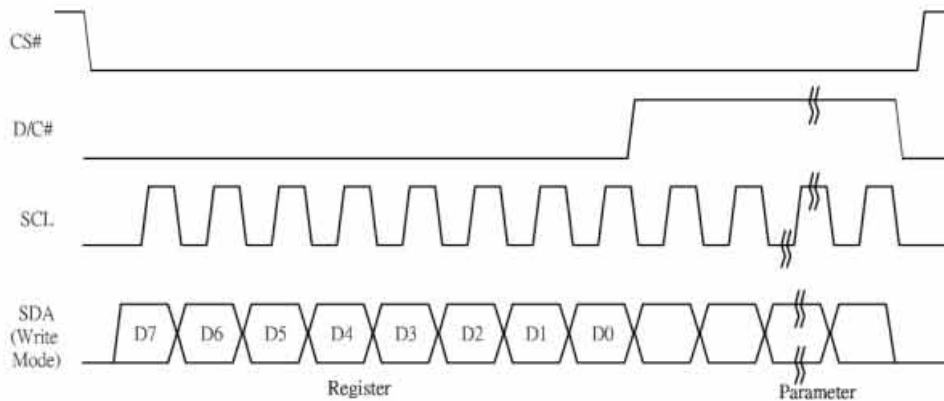 CS#
D/C#
SCL
SDA
(Write
Mode)
D7 D6 D5 D4 D3 D2 D1 D0
Register Parameter